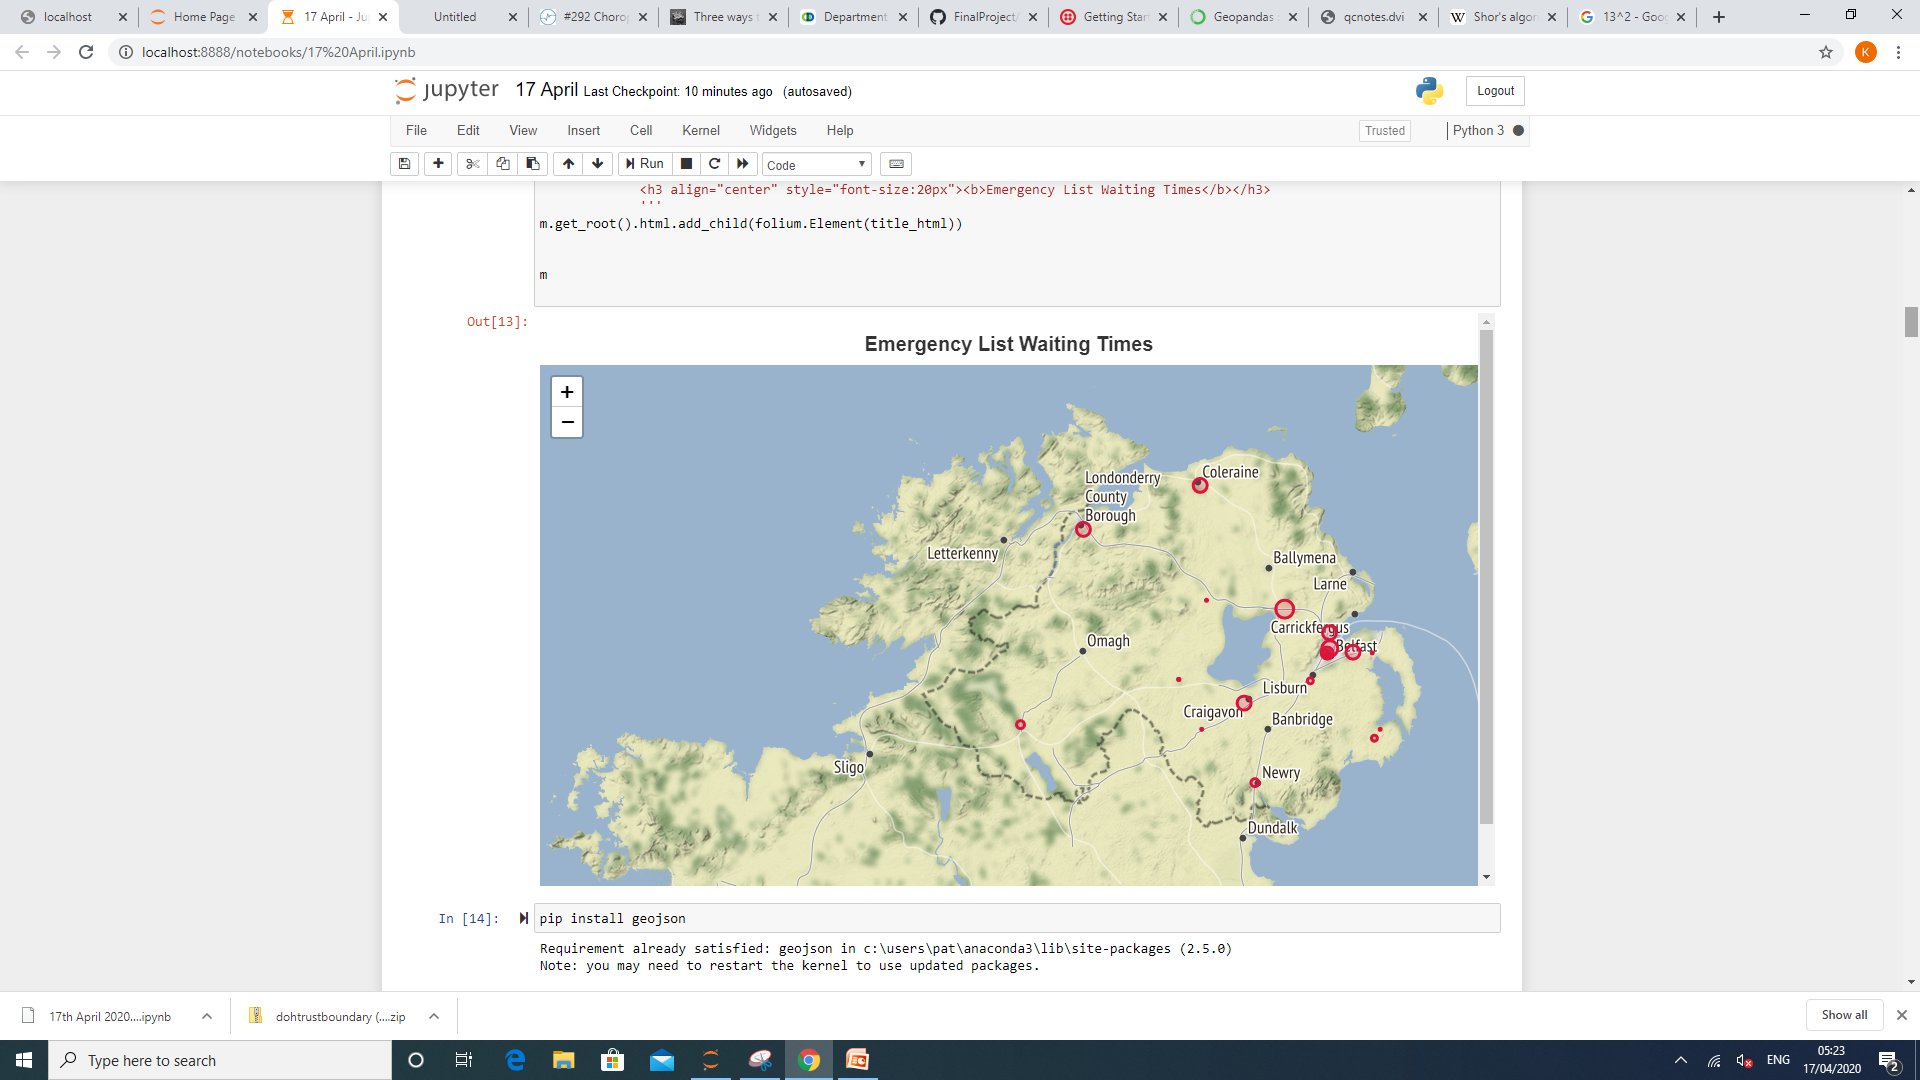 localhost
Home Page
17 April - Ju
Untitled
#292 Chorop
Three ways t
Department
FinalProject/
Getting Star
Geopandas
qcnotes.dvi
Shor's algor
13^2 - Goo
localhost:8888/notebooks/17%20April.ipynb
K
jupyter 17 April Last Checkpoint: 10 minutes ago (autosaved)
Logout
File Edit View Insert Cell Kernel Widgets Help
Trusted
Python 3
Run
Code
<h3 align="center" style="font-size:20px"><b>Emergency List Waiting Times</b></h3>
'''
m.get_root().html.add_child(folium.Element(title_html))
m
Out[13]:
Emergency List Waiting Times
+
−
Coleraine
Londonderry
County
Borough
Letterkenny
Ballymena
Larne
Carrickfergus
Omagh
Belfast
Lisburn
Craigavon
Banbridge
Sligo
Newry
Dundalk
In [14]:
pip install geojson
Requirement already satisfied: geojson in c:\users\pat\anaconda3\lib\site-packages (2.5.0)
Note: you may need to restart the kernel to use updated packages.
17th April 2020....ipynb
dohtrustboundary (....zip
Show all
Type here to search
ENG
05:23
17/04/2020
2